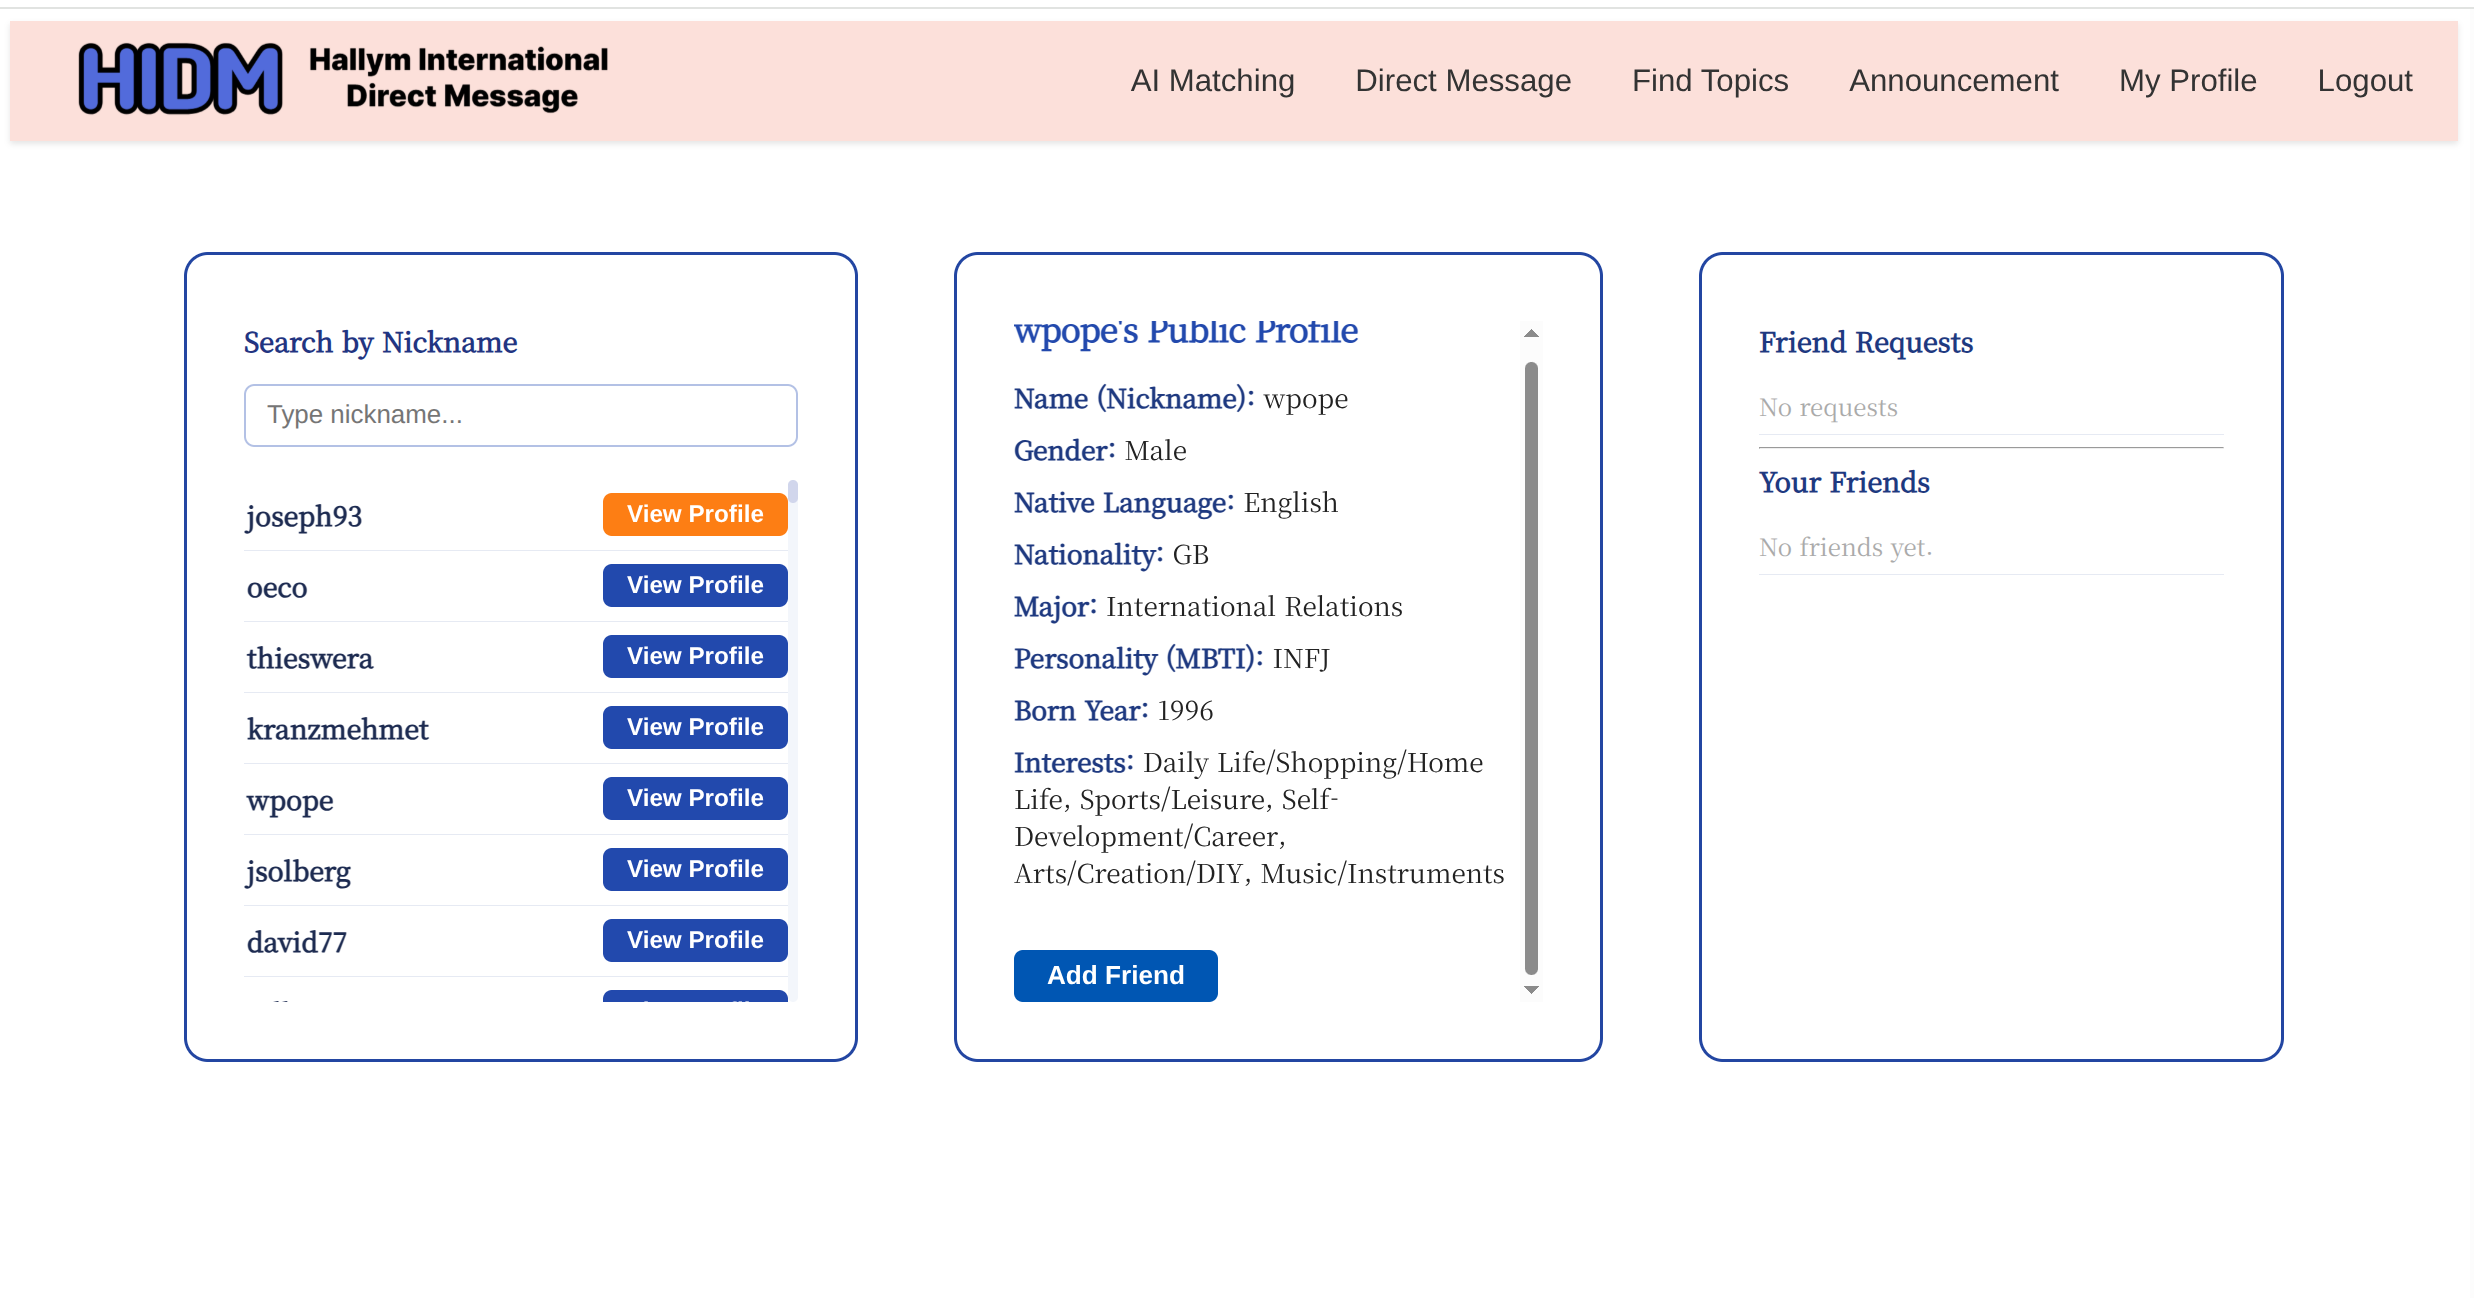 HIDM
Hallym International
Direct Message
AI Matching
Direct Message
Find Topics
Announcement
My Profile
Logout
Search by Nickname
Type nickname...
joseph93
View Profile
oeco
View Profile
thieswera
View Profile
kranzmehmet
View Profile
wpope
View Profile
jsolberg
View Profile
david77
View Profile
wpope's Public Profile
Name (Nickname): wpope
Gender: Male
Native Language: English
Nationality: GB
Major: International Relations
Personality (MBTI): INFJ
Born Year: 1996
Interests: Daily Life/Shopping/Home
Life, Sports/Leisure, Self-
Development/Career,
Arts/Creation/DIY, Music/Instruments
Add Friend
Friend Requests
No requests
Your Friends
No friends yet.